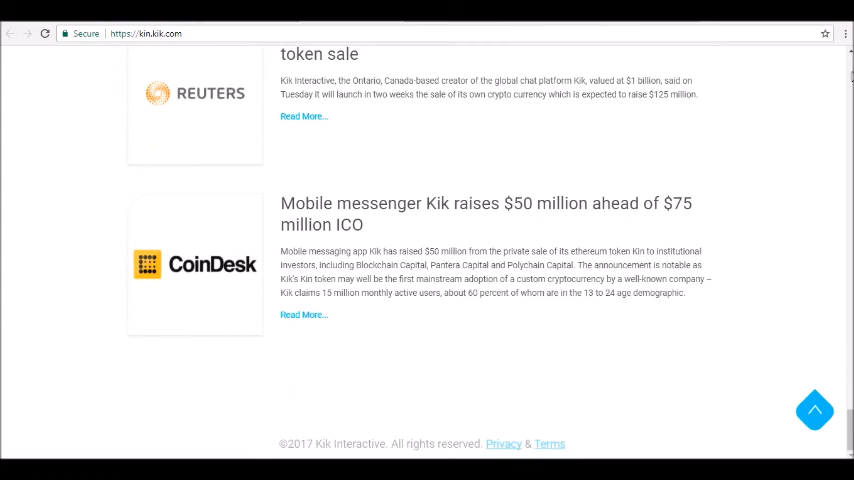 Secure
https://kin.kik.com
token sale
REUTERS
Kik Interactive, the Ontario, Canada-based creator of the global chat platform Kik, valued at $1 billion, said on
Tuesday it will launch in two weeks the sale of its own crypto currency which is expected to raise $125 million.
Read More...
Mobile messenger Kik raises $50 million ahead of $75
million ICO
CoinDesk
Mobile messaging app Kik has raised $50 million from the private sale of its ethereum token Kin to institutional
investors, including Blockchain Capital, Pantera Capital and Polychain Capital. The announcement is notable as
Kik's Kin token may well be the first mainstream adoption of a custom cryptocurrency by a well-known company –
Kik claims 15 million monthly active users, about 60 percent of whom are in the 13 to 24 age demographic.
Read More...
©2017 Kik Interactive. All rights reserved. Privacy & Terms